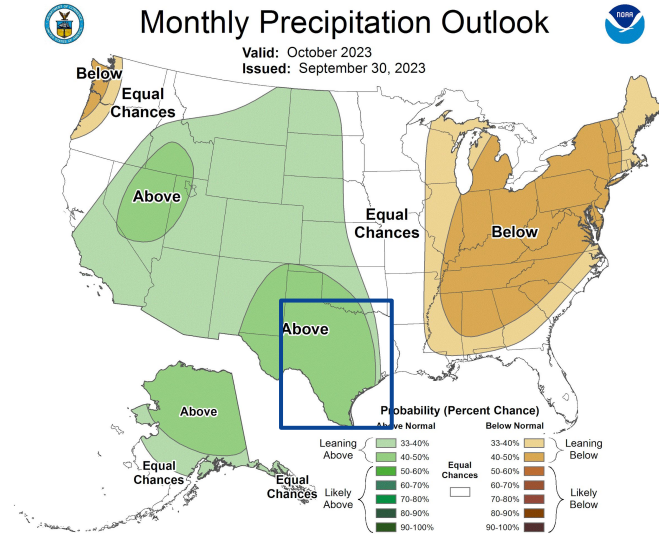 Monthly Precipitation Outlook
NOAA
Valid: October 2023
Issued: September 30, 2023
Below
Equal
Chances
Above
Equal
Chances
Below
Above
Above
Equal
Chances
Equal
Chances
Probability (Percent Chance)
Above Normal
Below Normal
Leaning
Above
33-40%
40-50%
50-60%
60-70%
70-80%
80-90%
90-100%
Likely
Above
Equal
Chances
33-40%
40-50%
50-60%
60-70%
70-80%
80-90%
90-100%
Leaning
Below
Likely
Below